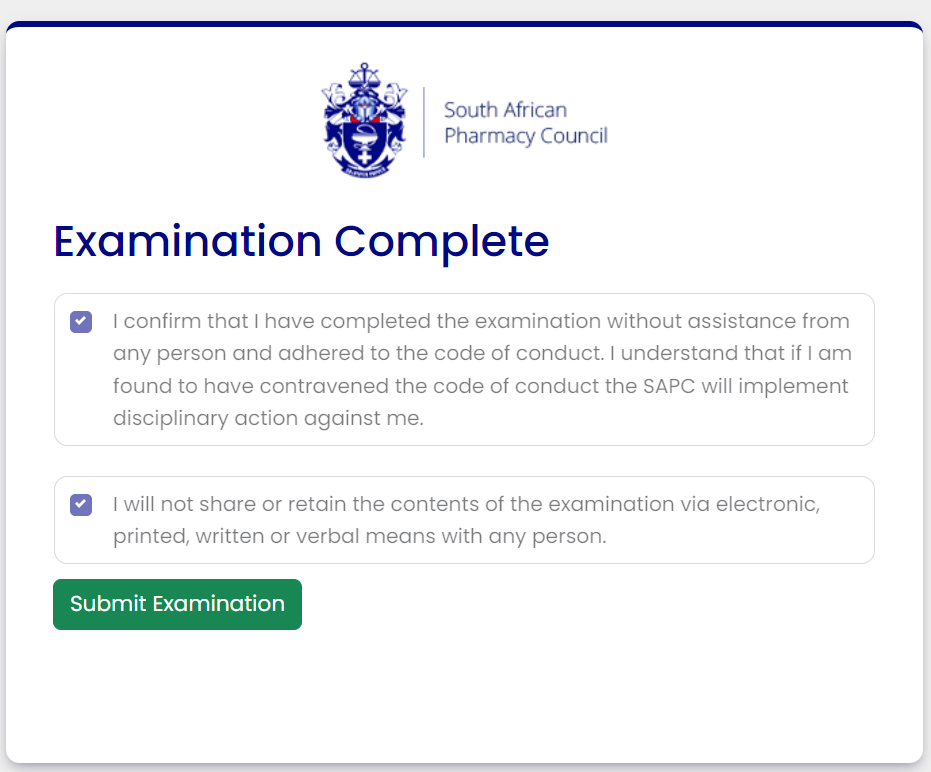 South African
Pharmacy Council
Examination Complete
I confirm that I have completed the examination without assistance from
any person and adhered to the code of conduct. I understand that if I am
found to have contravened the code of conduct the SAPC will implement
disciplinary action against me.
I will not share or retain the contents of the examination via electronic,
printed, written or verbal means with any person.
Submit Examination